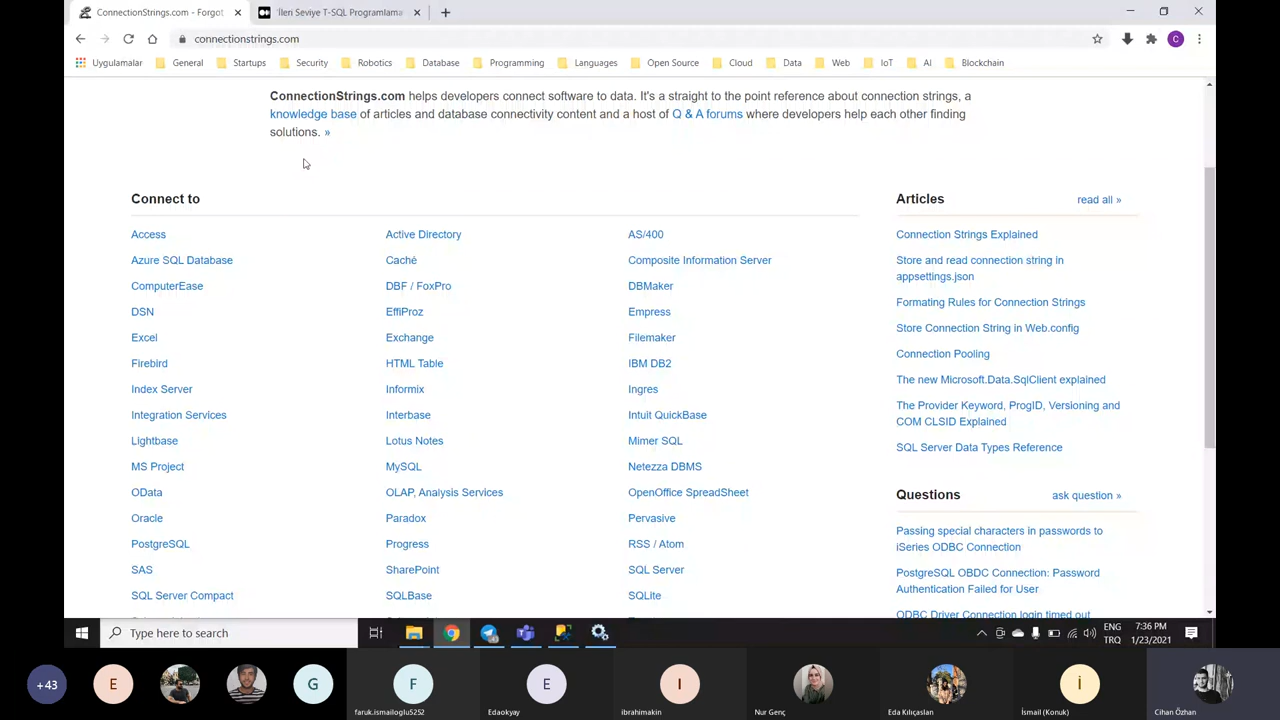 ConnectionStrings.com - Forgot
İleri Seviye T-SQL Programlama
connectionstrings.com
C
Uygulamalar General Startups Security Robotics Database Programming Languages Open Source Cloud Data Web IoT AI Blockchain
ConnectionStrings.com helps developers connect software to data. It's a straight to the point reference about connection strings, a
knowledge base of articles and database connectivity content and a host of Q & A forums where developers help each other finding
solutions. »
Connect to
Access Active Directory AS/400
Azure SQL Database Caché Composite Information Server
ComputerEase DBF / FoxPro DBMaker
DSN EffiProz Empress
Excel Exchange Filemaker
Firebird HTML Table IBM DB2
Index Server Informix Ingres
Integration Services Interbase Intuit QuickBase
Lightbase Lotus Notes Mimer SQL
MS Project MySQL Netezza DBMS
OData OLAP, Analysis Services OpenOffice SpreadSheet
Oracle Paradox Pervasive
PostgreSQL Progress RSS / Atom
SAS SharePoint SQL Server
SQL Server Compact SQLBase SQLite
Articles read all »
Connection Strings Explained
Store and read connection string in
appsettings.json
Formating Rules for Connection Strings
Store Connection String in Web.config
Connection Pooling
The new Microsoft.Data.SqlClient explained
The Provider Keyword, ProgID, Versioning and
COM CLSID Explained
SQL Server Data Types Reference
Questions ask question »
Passing special characters in passwords to
iSeries ODBC Connection
PostgreSQL OBDC Connection: Password
Authentication Failed for User
ODBC Driver Connection login timed out
Type here to search
ENG
TRQ
7:36 PM
1/23/2021
+43 E G F E I İ
faruk.ismailoglu5252 Edaokyay ibrahimakin Nur Genç Eda Kılıçaslan İsmail (Konuk) Cihan Özhan